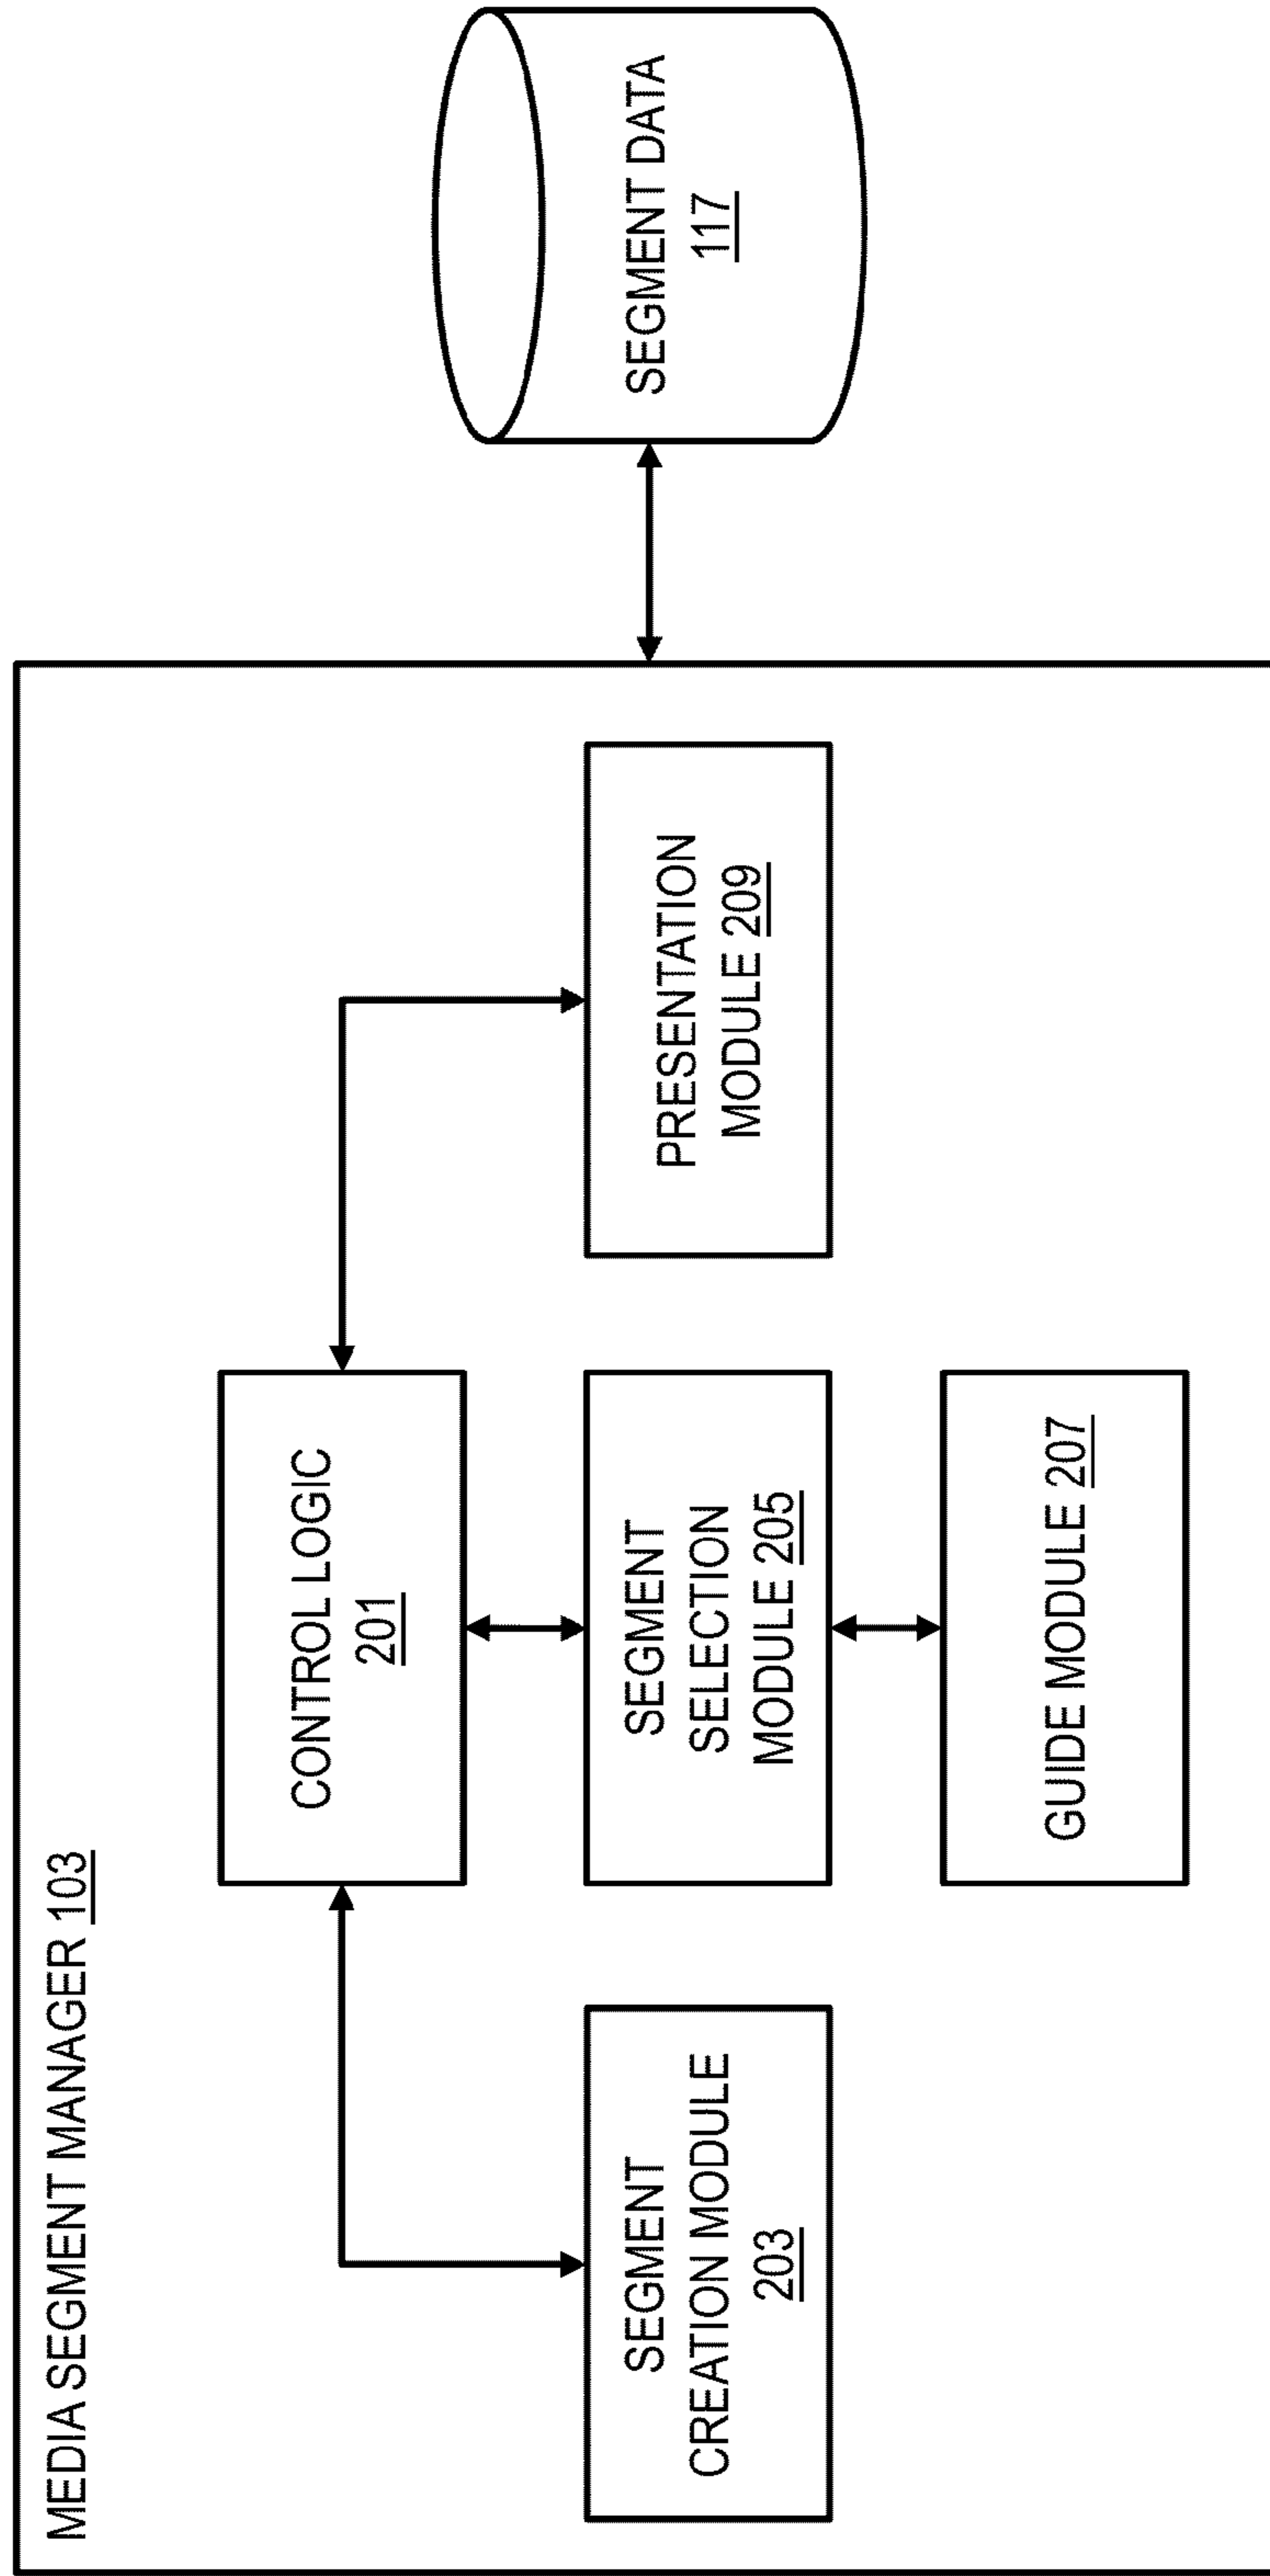 MEDIA SEGMENT MANAGER 103
CONTROL LOGIC
201
SEGMENT
CREATION MODULE
203
SEGMENT
SELECTION
MODULE 205
PRESENTATION
MODULE 209
GUIDE MODULE 207
SEGMENT DATA
117